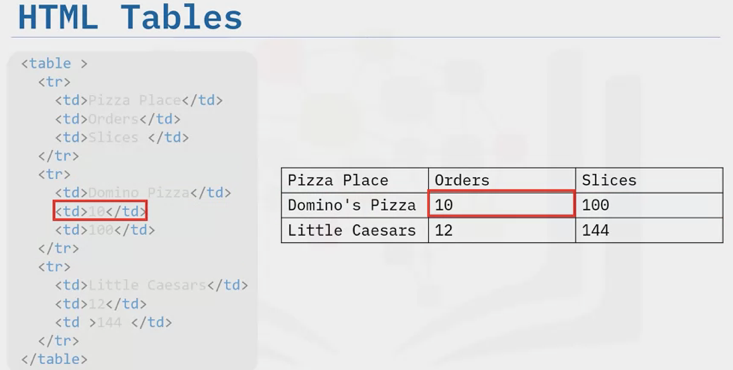 HTML Tables
<table >
<tr>
<td>Pizza Place</td>
<td>Orders</td>
<td>Slices </td>
</tr>
<tr>
<td>Domino Pizza</td>
<td>10</td>
<td>100</td>
</tr>
<tr>
<td>Little Caesars</td>
<td>12</td>
<td >144 </td>
</tr>
</table>
Pizza Place Orders Slices
Domino's Pizza 10 100
Little Caesars 12 144